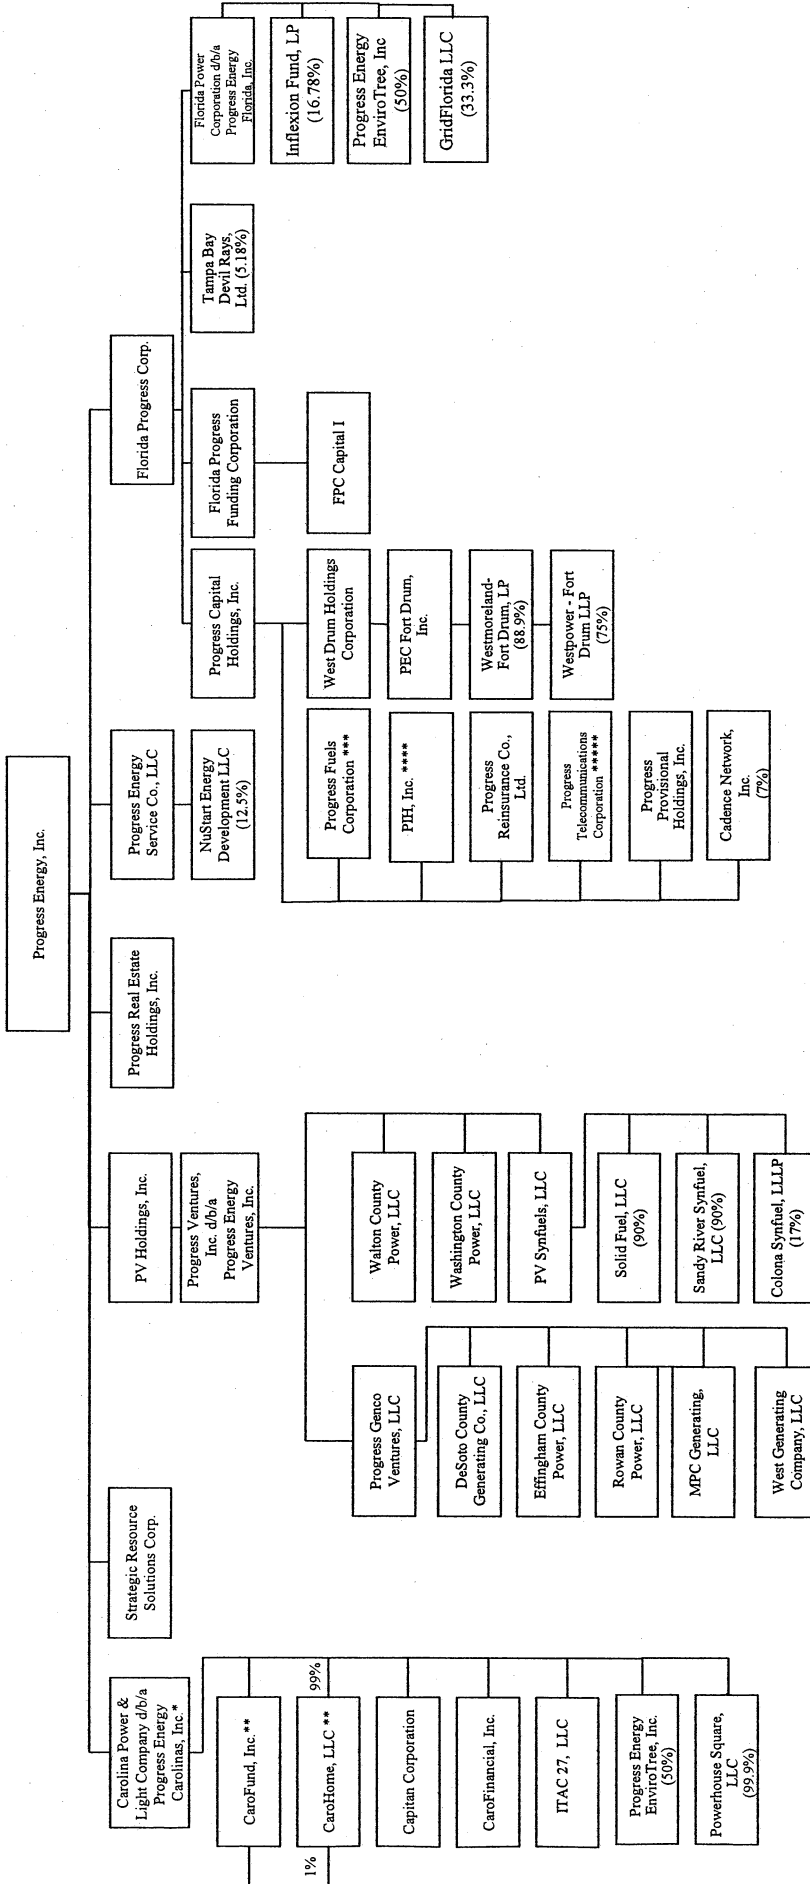 Progress Energy, Inc.
Carolina Power &
Light Company d/b/a
Progress Energy
Carolinas, Inc.*
Strategic Resource
Solutions Corp.
PV Holdings, Inc.
Progress Real Estate
Holdings, Inc.
Progress Energy
Service Co., LLC
Florida Progress Corp.
CaroFund, Inc.**
1%
CaroHome, LLC **
99%
Capitan Corporation
CaroFinancial, Inc.
ITAC 27, LLC
Progress Energy
EnviroTree, Inc.
(50%)
Powerhouse Square,
LLC
(99.9%)
Progress Ventures,
Inc. d/b/a
Progress Energy
Ventures, Inc.
Progress Genco
Ventures, LLC
DeSoto County
Generating Co., LLC
Effingham County
Power, LLC
Rowan County
Power, LLC
MPC Generating,
LLC
West Generating
Company, LLC
Walton County
Power, LLC
Washington County
Power, LLC
PV Synfuels, LLC
Solid Fuel, LLC
(90%)
Sandy River Synfuel,
LLC (90%)
Colona Synfuel, LLLP
(17%)
NuStart Energy
Development LLC
(12.5%)
Progress Capital
Holdings, Inc.
Florida Progress
Funding Corporation
Tampa Bay
Devil Rays,
Ltd. (5.18%)
Florida Power
Corporation d/b/a
Progress Energy
Florida, Inc.
Progress Fuels
Corporation ***
PIH, Inc. ****
Progress
Reinsurance Co.,
Ltd.
Progress
Telecommunications
Corporation *****
Progress
Provisional
Holdings, Inc.
Cadence Network,
Inc.
(7%)
West Drum Holdings
Corporation
PEC Fort Drum,
Inc.
Westmoreland-
Fort Drum, LP
(88.9%)
Westpower - Fort
Drum LLP
(75%)
FPC Capital I
Inflexion Fund, LP
(16.78%)
Progress Energy
EnviroTree, Inc
(50%)
GridFlorida LLC
(33.3%)